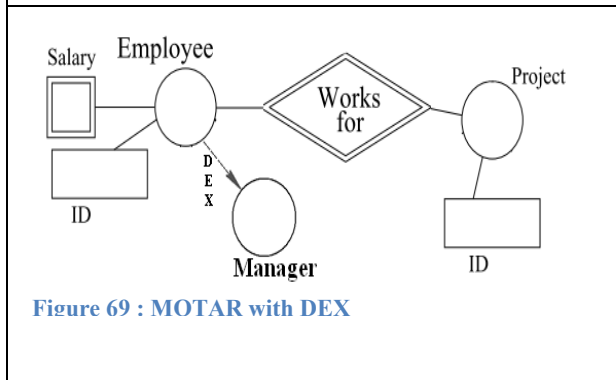 Salary
Employee
Project
Works
for
D
E
X
ID
Manager
ID
Figure 69 : MOTAR with DEX